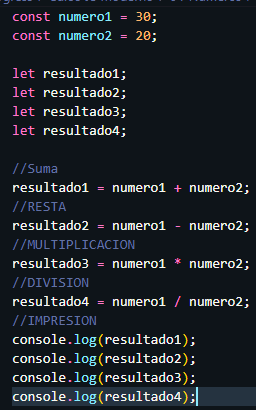 const numero1 = 30;
const numero2 = 20;
let resultado1;
let resultado2;
let resultado3;
let resultado4;
//Suma
resultado1 = numero1 + numero2;
//RESTA
resultado2 = numero1 - numero2;
//MULTIPLICACION
resultado3 = numero1 * numero2;
//DIVISION
resultado4 = numero1 / numero2;
//IMPRESION
console.log(resultado1);
console.log(resultado2);
console.log(resultado3);
console.log(resultado4);